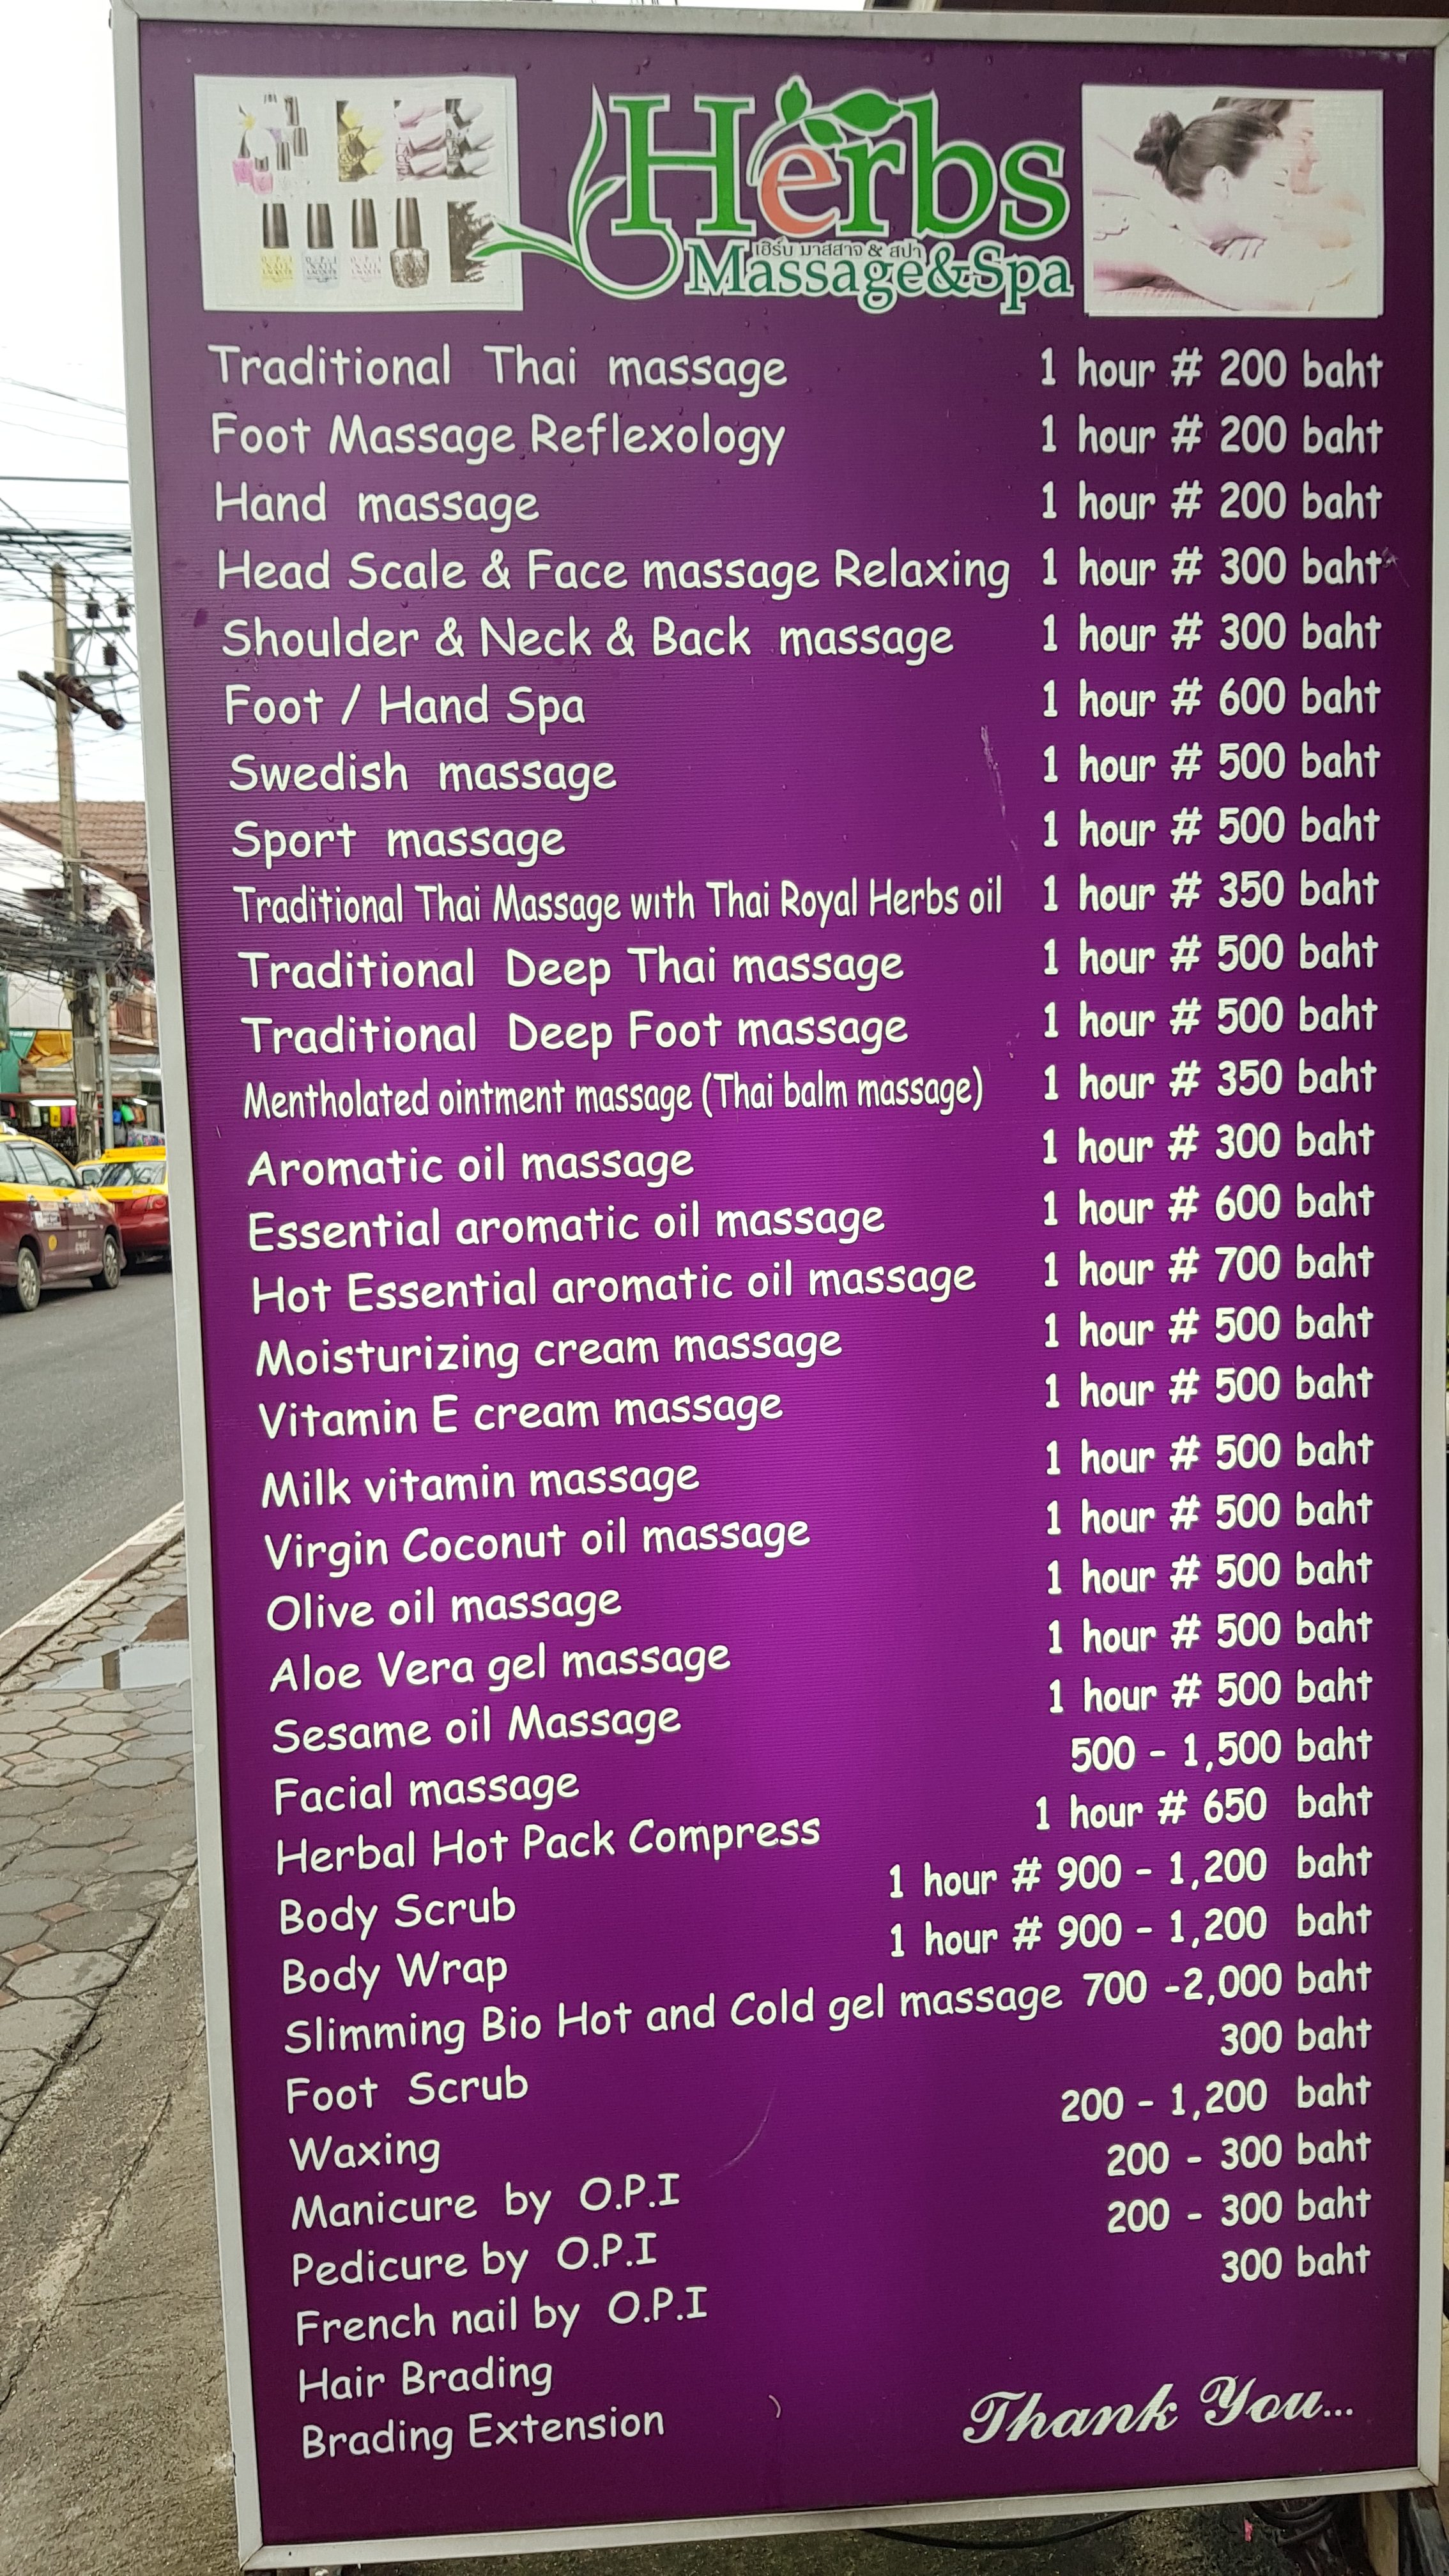 Herbs
เฮิร์บ มาสสาจ & สปา
Massage&Spa
O.P.I O.P.I O.P.I O.P.I
NAIL NAIL NAIL NAIL
LACQUER LACQUER LACQUER LACQUER
Traditional Thai massage 1 hour # 200 baht
Foot Massage Reflexology 1 hour # 200 baht
Hand massage 1 hour # 200 baht
Head Scale & Face massage Relaxing 1 hour # 300 baht
Shoulder & Neck & Back massage 1 hour # 300 baht
Foot / Hand Spa 1 hour # 600 baht
Swedish massage 1 hour # 500 baht
Sport massage 1 hour # 500 baht
Traditional Thai Massage with Thai Royal Herbs oil 1 hour # 350 baht
Traditional Deep Thai massage 1 hour # 500 baht
Traditional Deep Foot massage 1 hour # 500 baht
Mentholated ointment massage (Thai balm massage) 1 hour # 350 baht
Aromatic oil massage 1 hour # 300 baht
Essential aromatic oil massage 1 hour # 600 baht
Hot Essential aromatic oil massage 1 hour # 700 baht
Moisturizing cream massage 1 hour # 500 baht
Vitamin E cream massage 1 hour # 500 baht
Milk vitamin massage 1 hour # 500 baht
Virgin Coconut oil massage 1 hour # 500 baht
Olive oil massage 1 hour # 500 baht
Aloe Vera gel massage 1 hour # 500 baht
Sesame oil Massage 1 hour # 500 baht
Facial massage 500 - 1,500 baht
Herbal Hot Pack Compress 1 hour # 650 baht
Body Scrub 1 hour # 900 - 1,200 baht
Body Wrap 1 hour # 900 - 1,200 baht
Slimming Bio Hot and Cold gel massage 700 -2,000 baht
Foot Scrub 300 baht
Waxing 200 - 1,200 baht
Manicure by O.P.I 200 - 300 baht
Pedicure by O.P.I 200 - 300 baht
French nail by O.P.I 300 baht
Hair Brading
Brading Extension
Thank You...